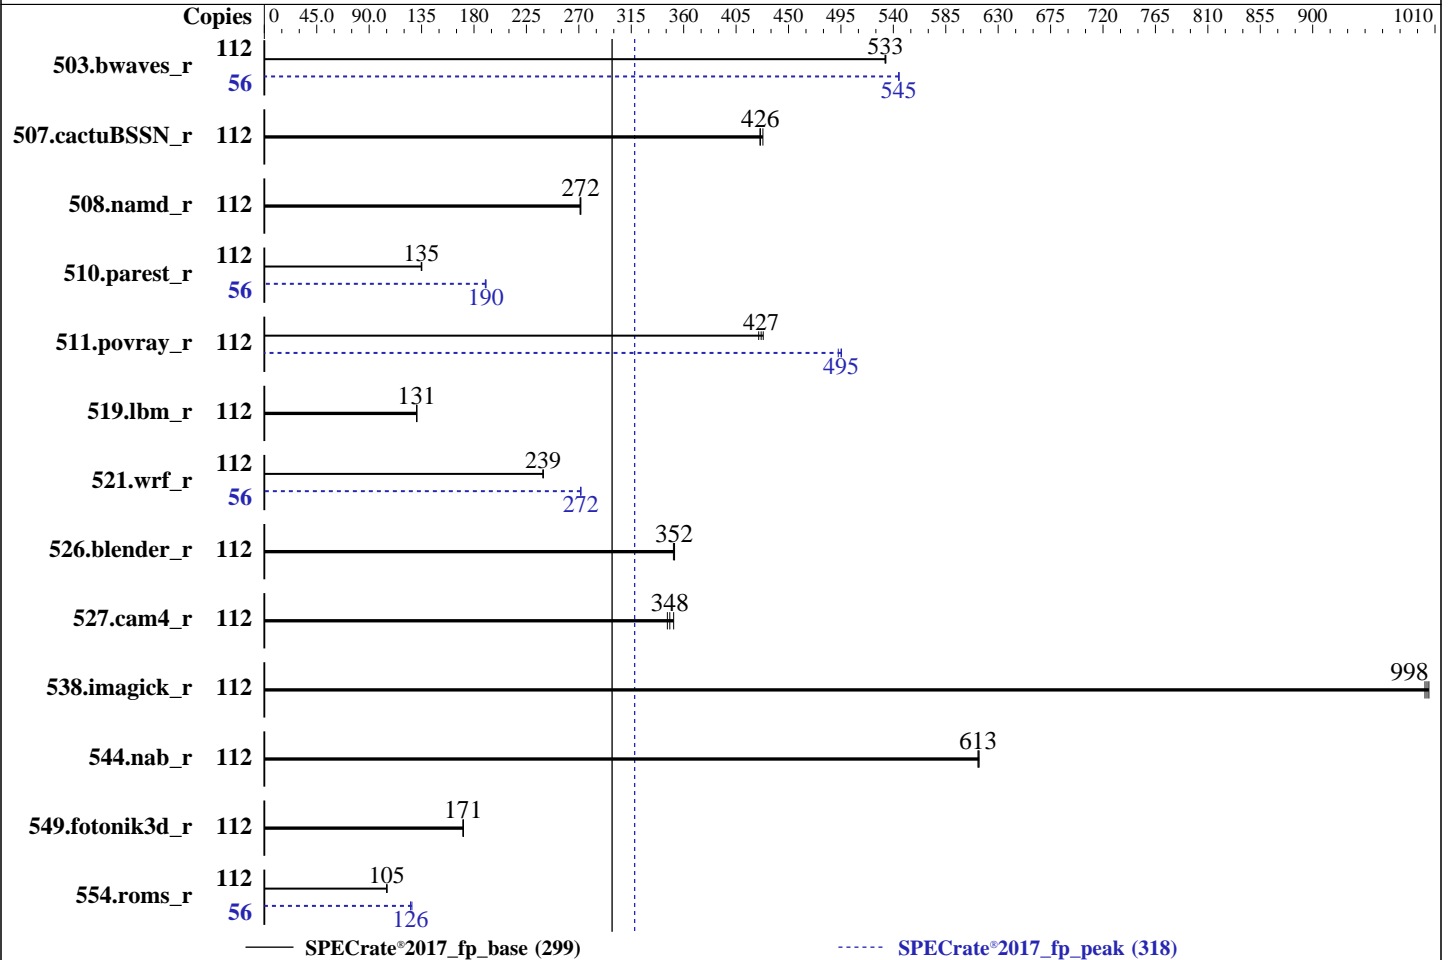 Copies 0 45.0 90.0 135 180 225 270 315 360 405 450 495 540 585 630 675 720 765 810 855 900 1010
503.bwaves_r 112 533
56 545
507.cactuBSSN_r 112 426
508.namd_r 112 272
510.parest_r 112 135
56 190
511.povray_r 112 427
495
519.lbm_r 112 131
521.wrf_r 112 239
56 272
526.blender_r 112 352
527.cam4_r 112 348
538.imagick_r 112 998
544.nab_r 112 613
549.fotonik3d_r 112 171
554.roms_r 112 105
56 126
SPECrate®2017_fp_base (299) SPECrate®2017_fp_peak (318)